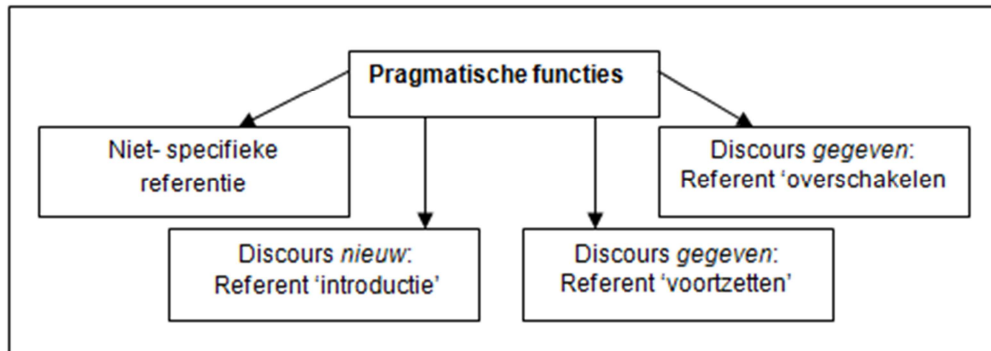 Pragmatische functies
Niet- specifieke
referentie
Discours gegeven:
Referent ‘overschakelen
Discours nieuw:
Referent ‘introductie’
Discours gegeven:
Referent ‘voortzetten’